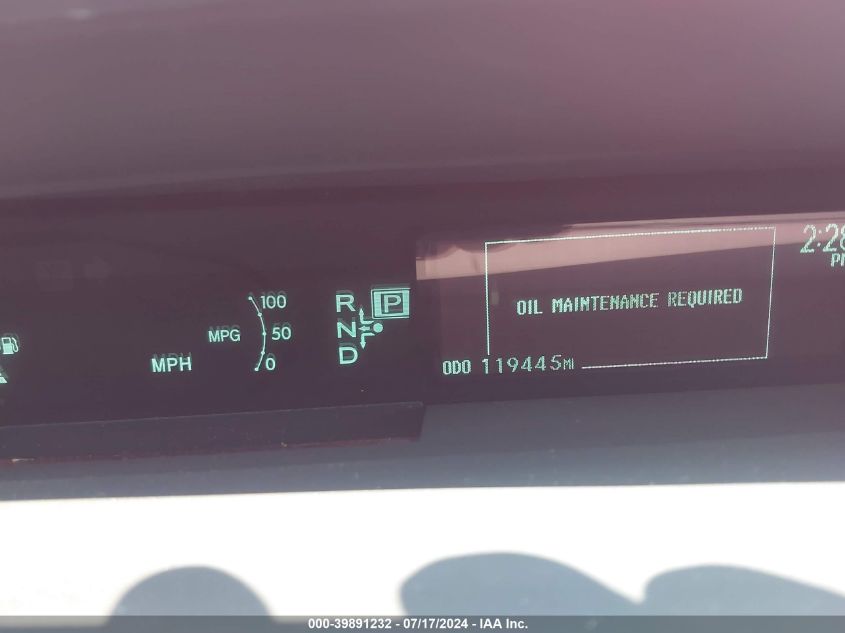 2:28
PM
OIL MAINTENANCE REQUIRED
ODO 119445MI
100
MPG 50
MPH 0
R P
N
D
000-39891232 - 07/17/2024 - IAA Inc.